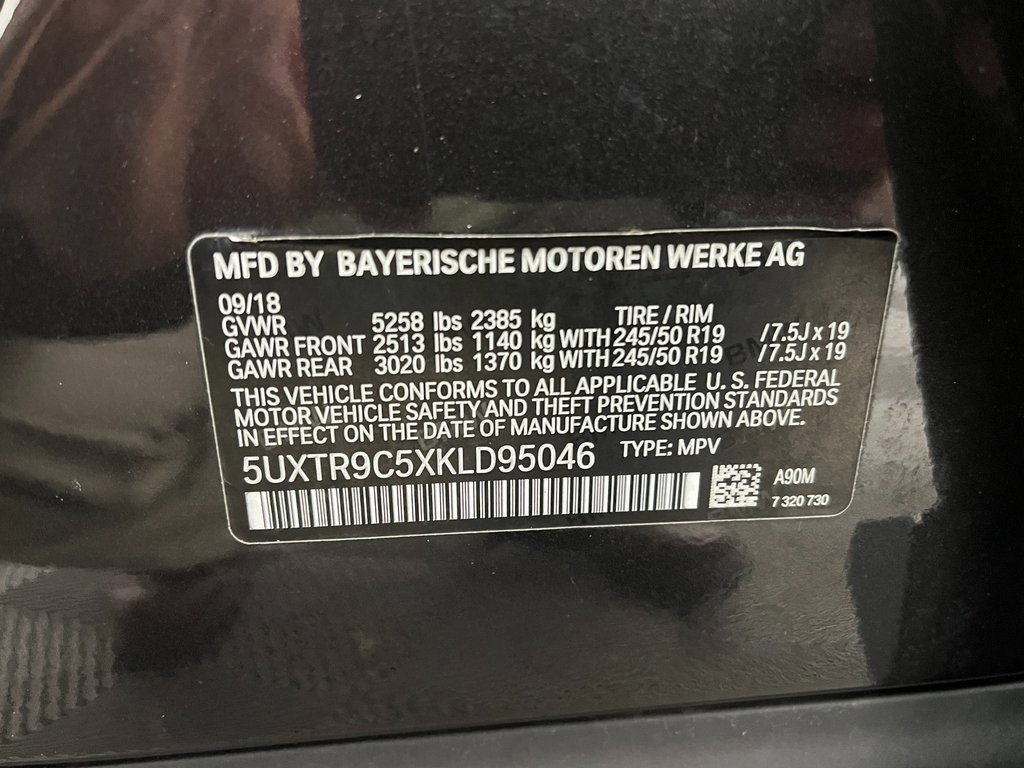 MFD BY BAYERISCHE MOTOREN WERKE AG
09/18 TIRE / RIM
GVWR 5258 lbs 2385 kg
GAWR FRONT 2513 lbs 1140 kg WITH 245/50 R19 / 7.5J x 19
GAWR REAR 3020 lbs 1370 kg WITH 245/50 R19 / 7.5J x 19
THIS VEHICLE CONFORMS TO ALL APPLICABLE U. S. FEDERAL
MOTOR VEHICLE SAFETY AND THEFT PREVENTION STANDARDS
IN EFFECT ON THE DATE OF MANUFACTURE SHOWN ABOVE.
5UXTR9C5XKLD95046 TYPE: MPV
A90M
7 320 730